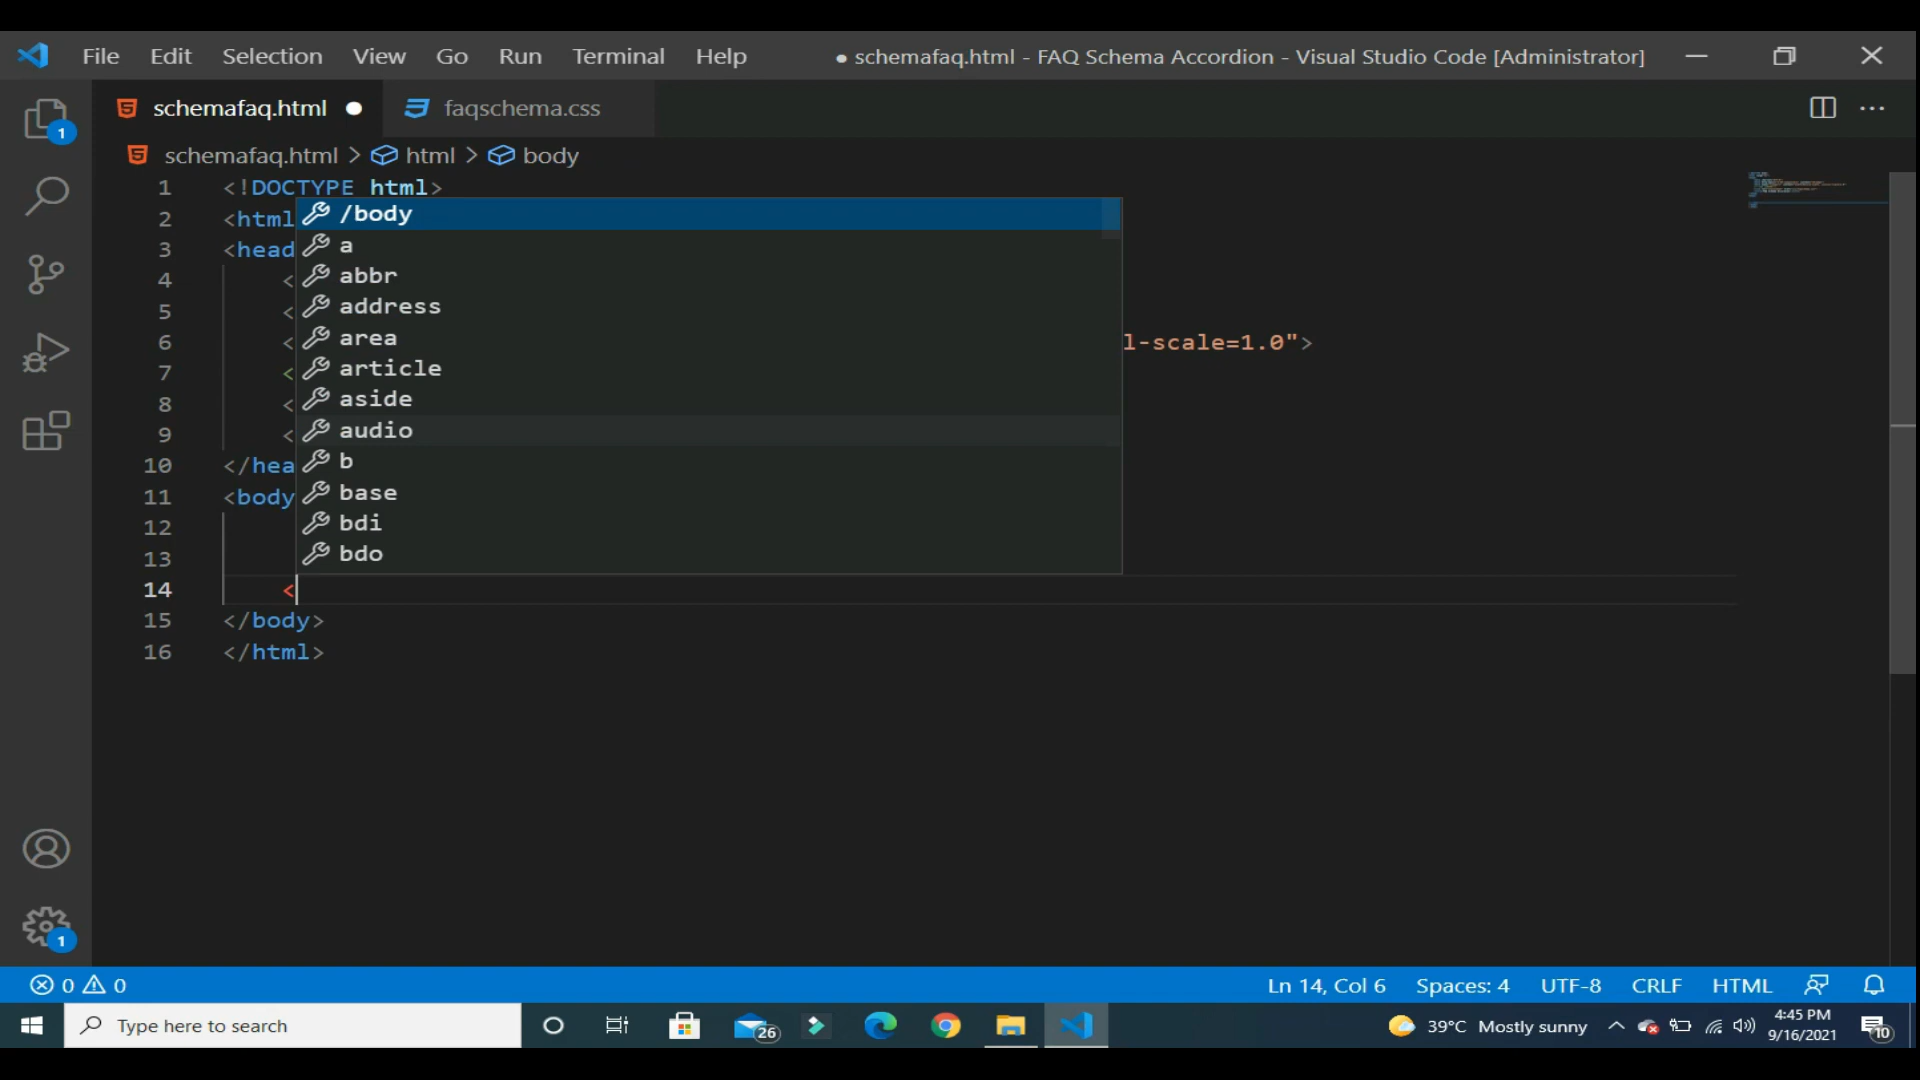 File Edit Selection View Go Run Terminal Help ● schemafaq.html - FAQ Schema Accordion - Visual Studio Code [Administrator]
schemafaq.html ● faqschema.css ···
1
schemafaq.html > html > body
1 <!DOCTYPE html>
2 <html
3 <head
4 <
5 <
6 < l-scale=1.0">
7 <
8 <
9 <
10 </hea
11 <body
12
13
14 <
15 </body>
16 </html>
/body
a
abbr
address
area
article
aside
audio
b
base
bdi
bdo
1
0 0 Ln 14, Col 6 Spaces: 4 UTF-8 CRLF HTML
Type here to search 26 39°C Mostly sunny 4:45 PM 10
9/16/2021